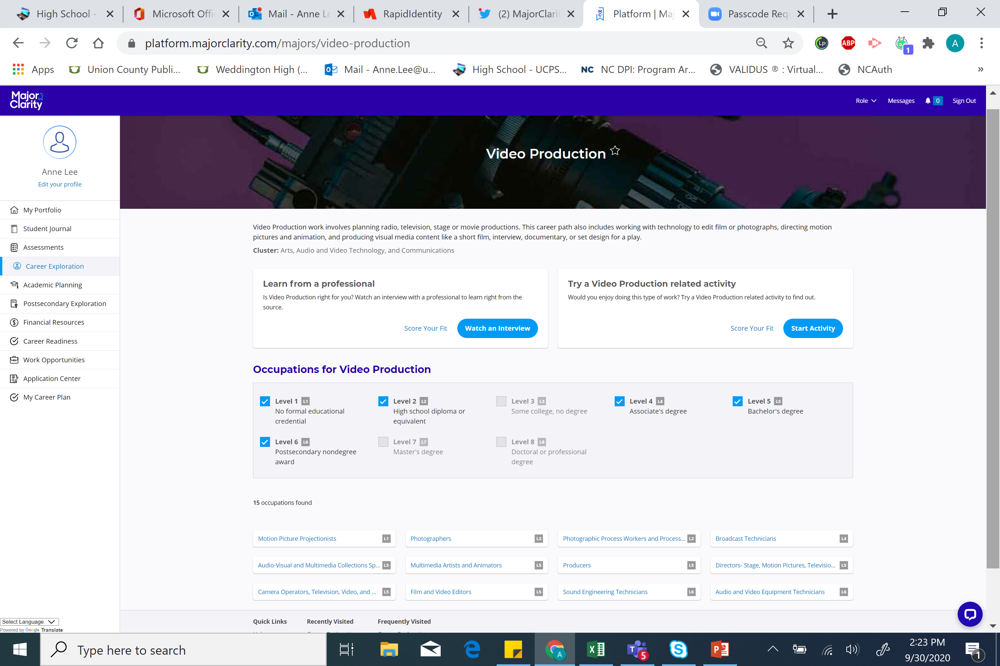 High School -
Microsoft Offi
Mail - Anne Le
RapidIdentity
(2) MajorClarit
Platform | Maj
Passcode Requ
platform.majorclarity.com/majors/video-production
LP
ABP
1
A
Apps
Union County Publi...
Weddington High (...
Mail - Anne.Lee@u...
High School - UCPS...
NC NC DPI: Program Ar...
VALIDUS ® : Virtual...
NCAuth
»
Major
Clarity
Role
Messages
0
Sign Out
Anne Lee
Edit your profile
My Portfolio
Student Journal
Assessments
Career Exploration
Academic Planning
Postsecondary Exploration
Financial Resources
Career Readiness
Work Opportunities
Application Center
My Career Plan
Select Language
Powered by Google Translate
Video Production
Video Production work involves planning radio, television, stage or movie productions. This career path also includes working with technology to edit film or photographs, directing motion
pictures and animation, and producing visual media content like a short film, interview, documentary, or set design for a play.
Cluster: Arts, Audio and Video Technology, and Communications
Learn from a professional
Is Video Production right for you? Watch an interview with a professional to learn right from the
source.
Score Your Fit
Watch an Interview
Try a Video Production related activity
Would you enjoy doing this type of work? Try a Video Production related activity to find out.
Score Your Fit
Start Activity
Occupations for Video Production
Level 1 L1
No formal educational
credential
Level 2 L2
High school diploma or
equivalent
Level 3 L3
Some college, no degree
Level 4 L4
Associate's degree
Level 5 L5
Bachelor's degree
Level 6 L6
Postsecondary nondegree
award
Level 7 L7
Master's degree
Level 8 L8
Doctoral or professional
degree
15 occupations found
Motion Picture Projectionists L1
Photographers L2
Photographic Process Workers and Process... L2
Broadcast Technicians L4
Audio-Visual and Multimedia Collections Sp... L5
Multimedia Artists and Animators L5
Producers L5
Directors- Stage, Motion Pictures, Televisio... L5
Camera Operators, Television, Video, and ... L5
Film and Video Editors L5
Sound Engineering Technicians L6
Audio and Video Equipment Technicians L6
Quick Links
Recently Visited
Frequently Visited
Type here to search
A
5
2:23 PM
9/30/2020
1